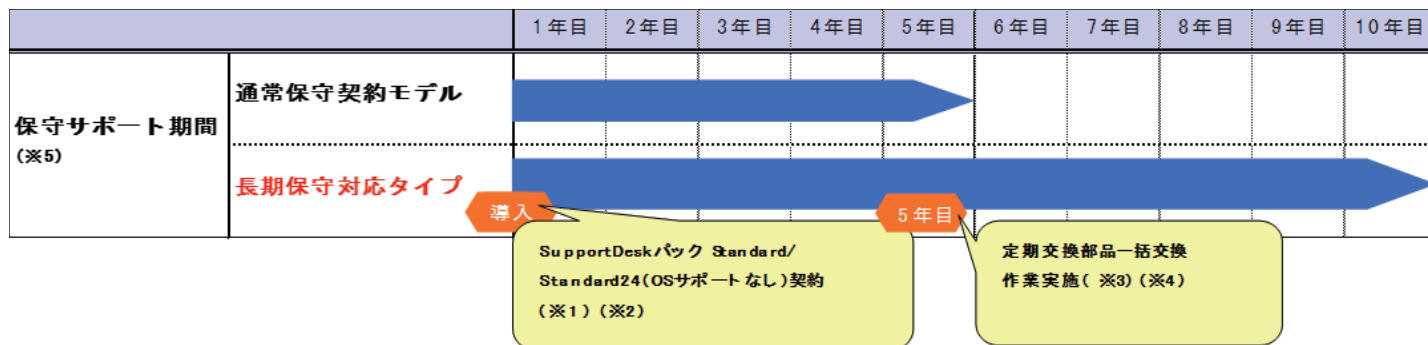 1年目 2年目 3年目 4年目 5年目 6年目 7年目 8年目 9年目 10年目
保守サポート期間
(※5)
通常保守契約モデル
長期保守対応タイプ
導入
5年目
SupportDeskパック Standard/
Standard24(OSサポートなし)契約
(※1)(※2)
定期交換部品一括交換
作業実施(※3)(※4)